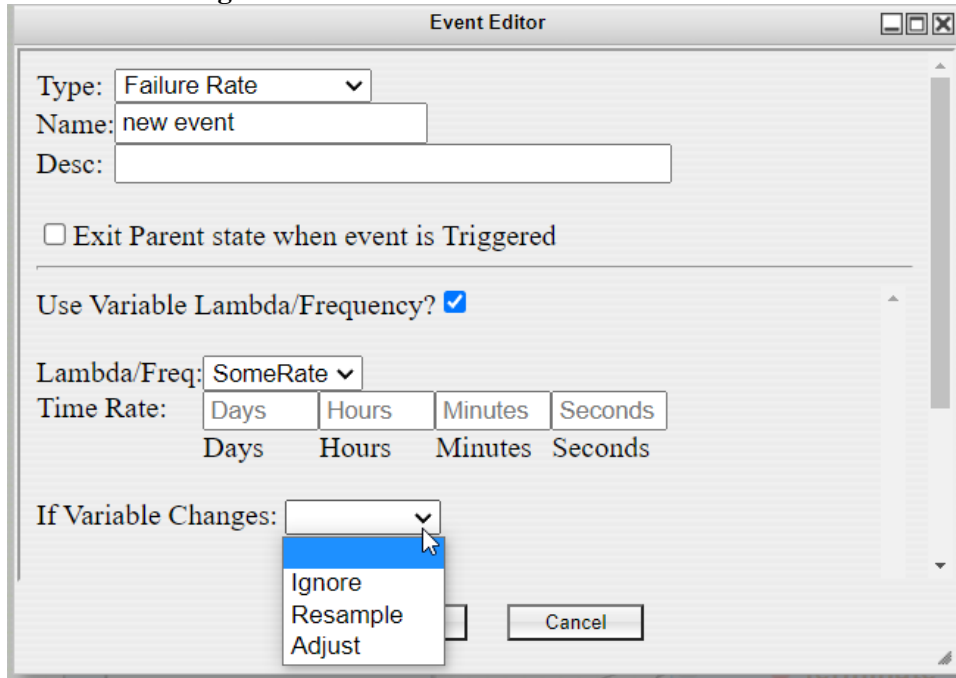 Event Editor
Type: Failure Rate
Name: new event
Desc:
Exit Parent state when event is Triggered
Use Variable Lambda/Frequency?
Lambda/Freq: SomeRate
Time Rate: Days Hours Minutes Seconds
Days Hours Minutes Seconds
If Variable Changes:
Ignore
Resample
Adjust
Cancel